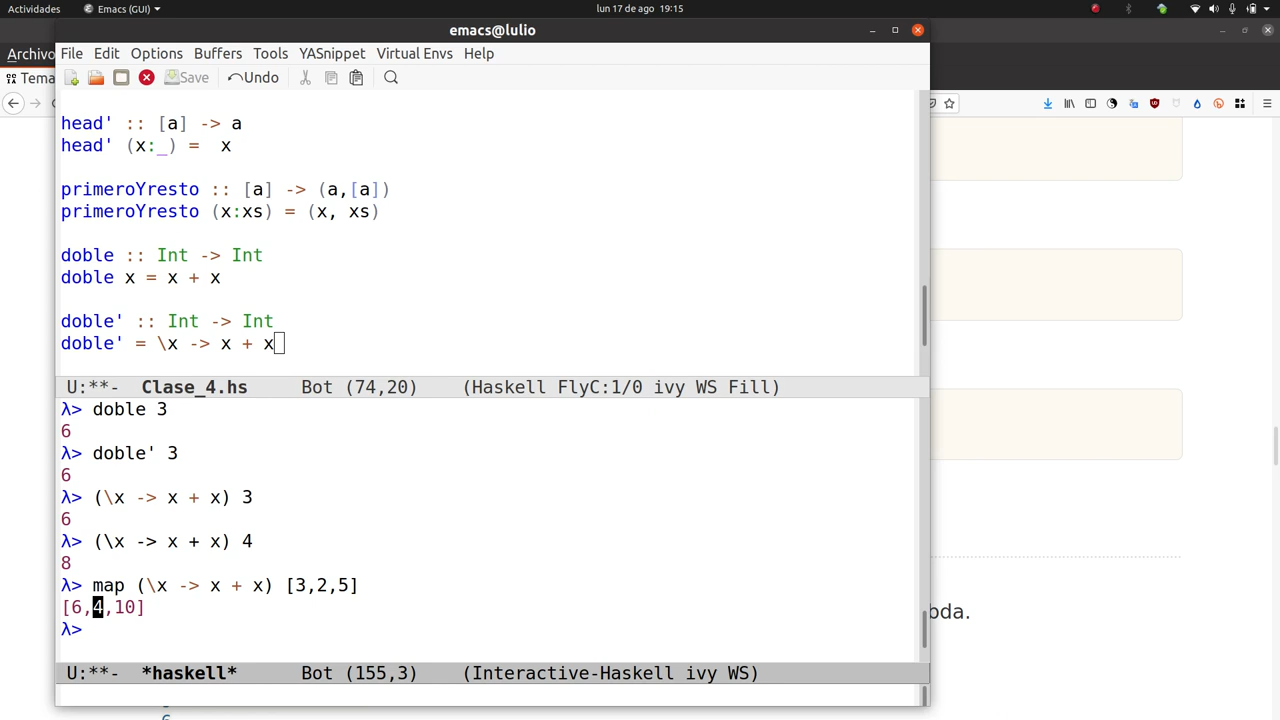 Actividades Emacs (GUI) lun 17 de ago 19:15
emacs@lulio
Archivo
File Edit Options Buffers Tools YASnippet Virtual Envs Help
Tema
Save Undo
head' :: [a] -> a
head' (x:_) =  x
primeroYresto :: [a] -> (a,[a])
primeroYresto (x:xs) = (x, xs)
doble :: Int -> Int
doble x = x + x
doble' :: Int -> Int
doble' = \x -> x + x
U:**-  Clase_4.hs     Bot (74,20)    (Haskell FlyC:1/0 ivy WS Fill)
λ> doble 3
6
λ> doble' 3
6
λ> (\x -> x + x) 3
6
λ> (\x -> x + x) 4
8
λ> map (\x -> x + x) [3,2,5]
[6,4,10]
λ>
bda.
U:**-  *haskell*      Bot (155,3)    (Interactive-Haskell ivy WS)